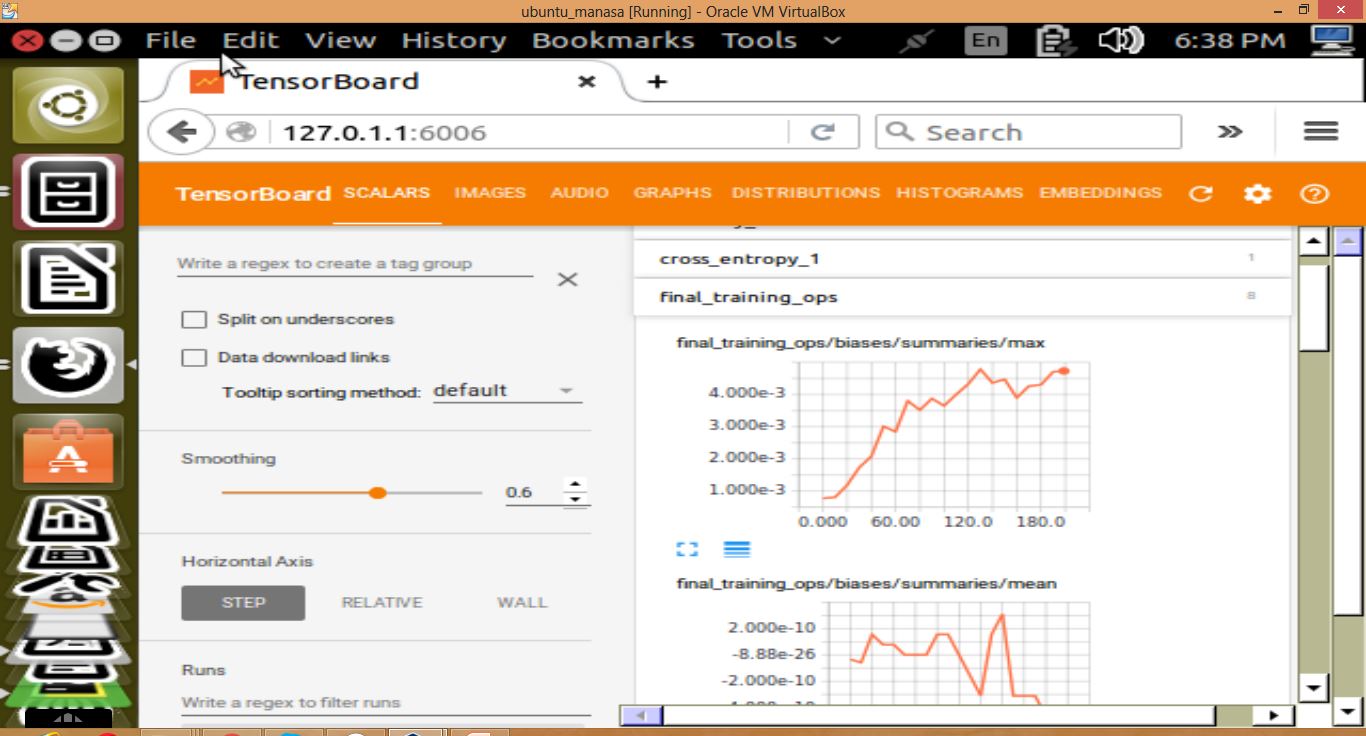 ubuntu_manasa [Running] - Oracle VM VirtualBox
File Edit View History Bookmarks Tools En 6:38 PM
TensorBoard
127.0.1.1:6006 Search
TensorBoard SCALARS IMAGES AUDIO GRAPHS DISTRIBUTIONS HISTOGRAMS EMBEDDINGS
Write a regex to create a tag group
Split on underscores
Data download links
Tooltip sorting method: default
Smoothing
0.6
Horizontal Axis
STEP RELATIVE WALL
Runs
Write a regex to filter runs
cross_entropy_1 1
final_training_ops 8
final_training_ops/biases/summaries/max
4.000e-3
3.000e-3
2.000e-3
1.000e-3
0.000 60.00 120.0 180.0
final_training_ops/biases/summaries/mean
2.000e-10
-8.88e-26
-2.000e-10